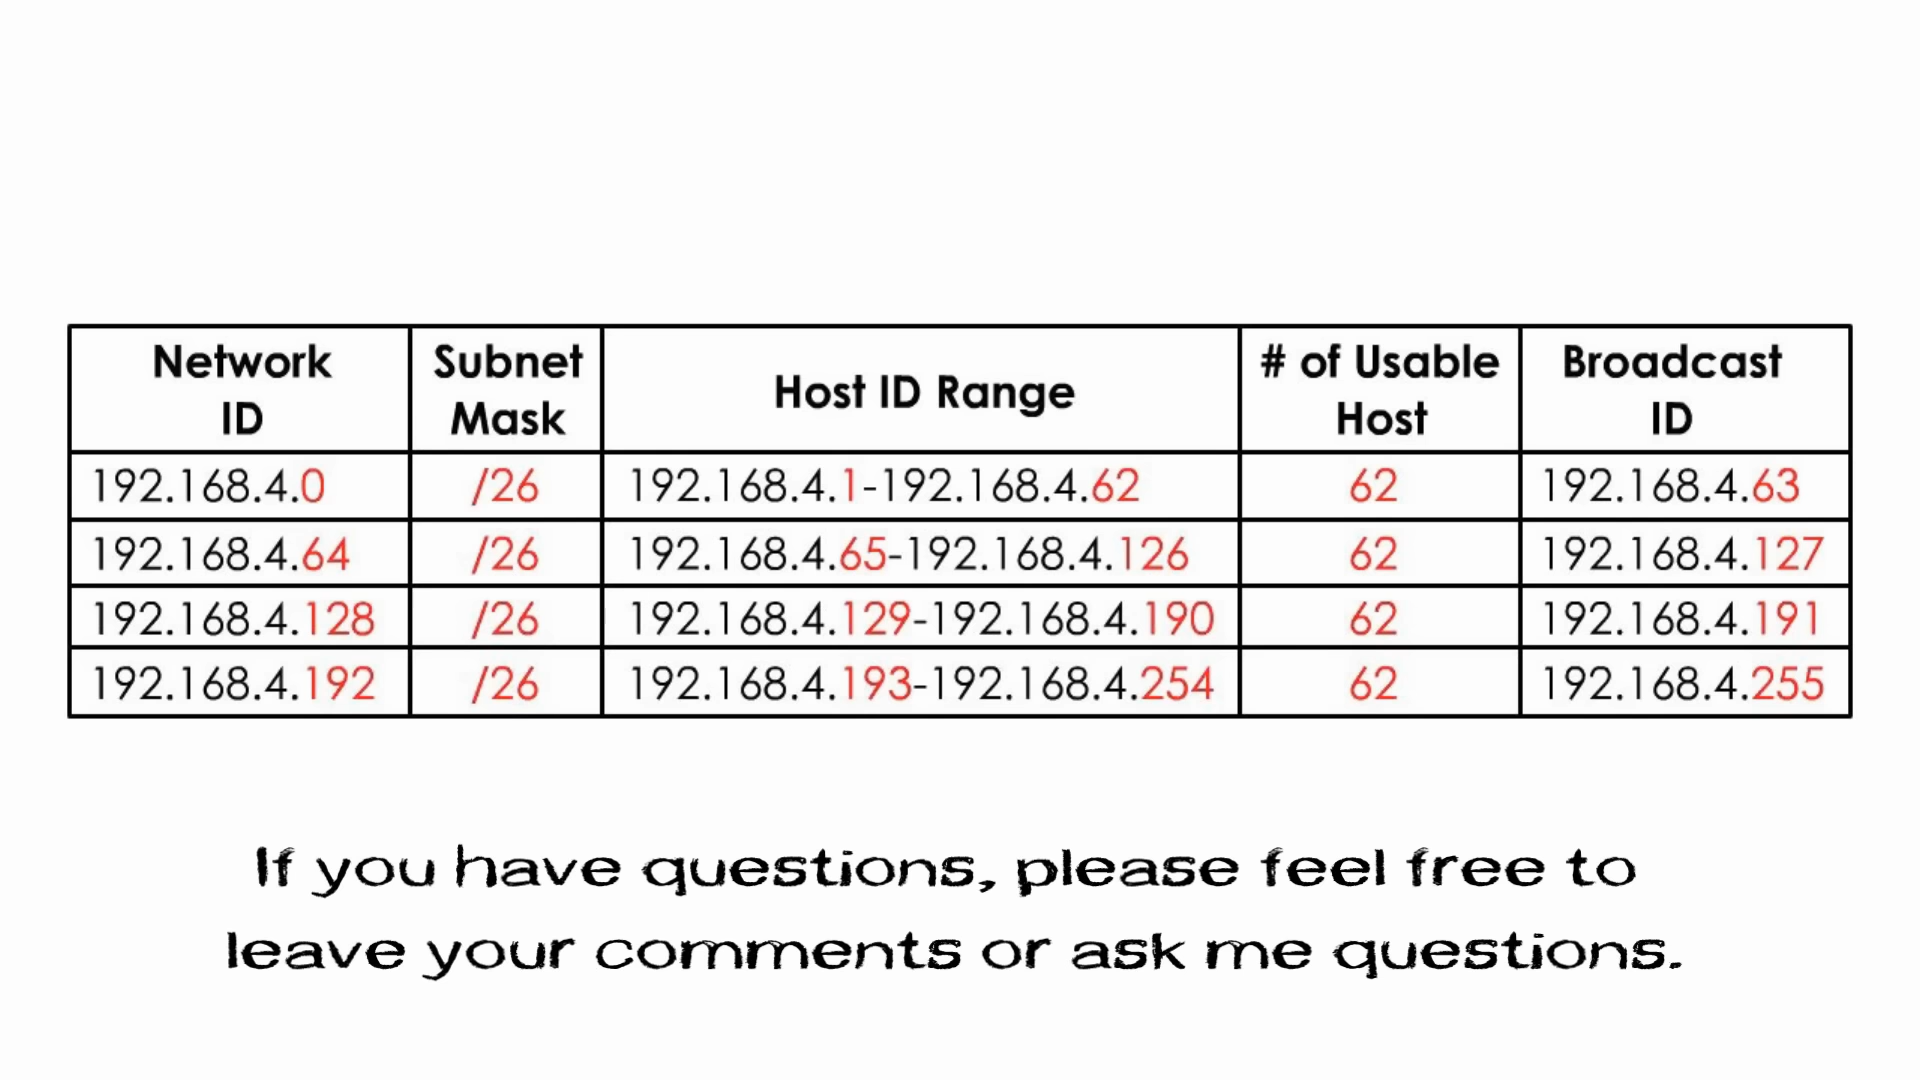 Network ID Subnet Mask Host ID Range # of Usable Host Broadcast ID
192.168.4.0 /26 192.168.4.1-192.168.4.62 62 192.168.4.63
192.168.4.64 /26 192.168.4.65-192.168.4.126 62 192.168.4.127
192.168.4.128 /26 192.168.4.129-192.168.4.190 62 192.168.4.191
192.168.4.192 /26 192.168.4.193-192.168.4.254 62 192.168.4.255
If you have questions, please feel free to
leave your comments or ask me questions.